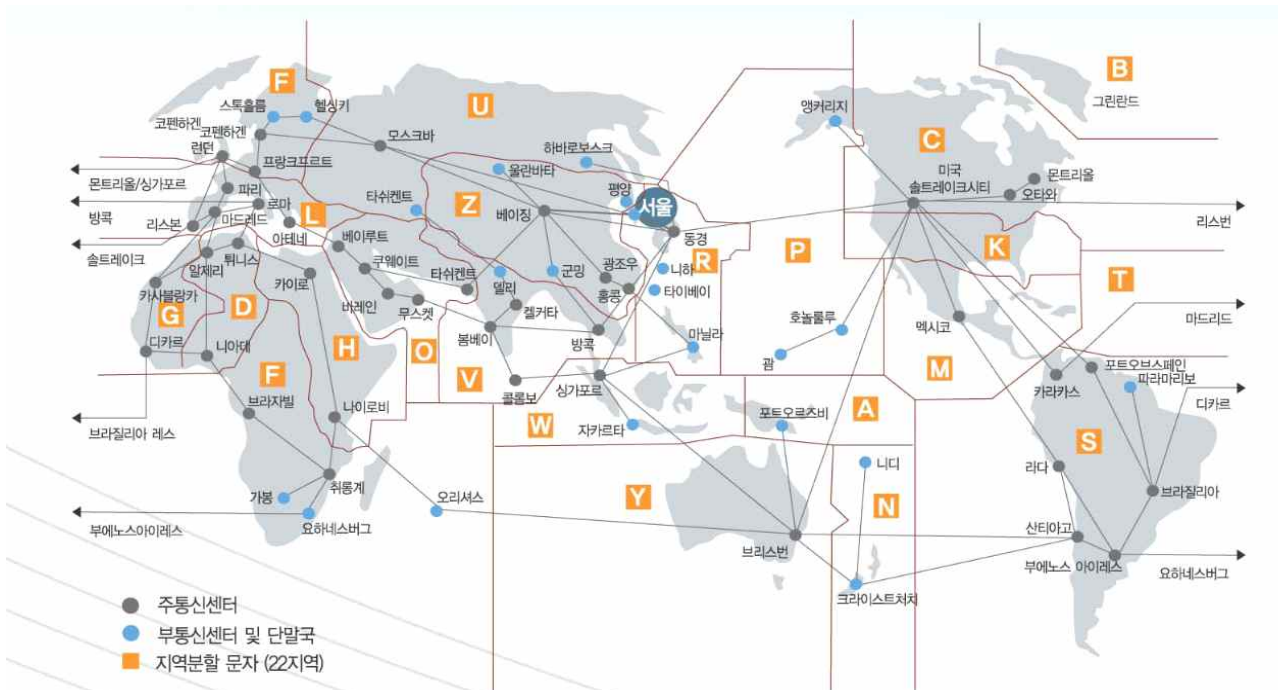 B
그린란드
F
스톡홀름
헬싱키
U
앵커리지
C
코펜하겐
코펜하겐
런던
모스크바
하바로보스크
프랑크프르트
울란바타
미국
솔트레이크시티
몬트리올
오타와
몬트리올/싱가포르
파리
타쉬켄트
Z
평양
서울
방콕
로마
L
베이징
리스번
리스본
마드레드
아테네
동경
P
K
솔트레이크
알제리
튀니스
베이루트
쿠웨이트
타쉬켄트
델리
군밍
광조우
R
니하
T
카사블랑카
카이로
바레인
무스켓
켈커타
홍콩
타이베이
G
D
호놀룰루
멕시코
마드리드
디카르
니아데
H
O
봄베이
방콕
마닐라
괌
F
V
콜롬보
싱가포르
M
카라카스
포트오브스페인
파라마리보
디카르
브라질리아 레스
브라자빌
나이로비
W
자카르타
포트오르즈비
A
S
라다
가봉
취롱계
오리셔스
Y
니디
N
브라질리아
부에노스아이레스
요하네스버그
브리스번
산티아고
부에노스 아이레스
요하네스버그
크라이스트처치
주통신센터
부통신센터 및 단말국
지역분할 문자 (22지역)